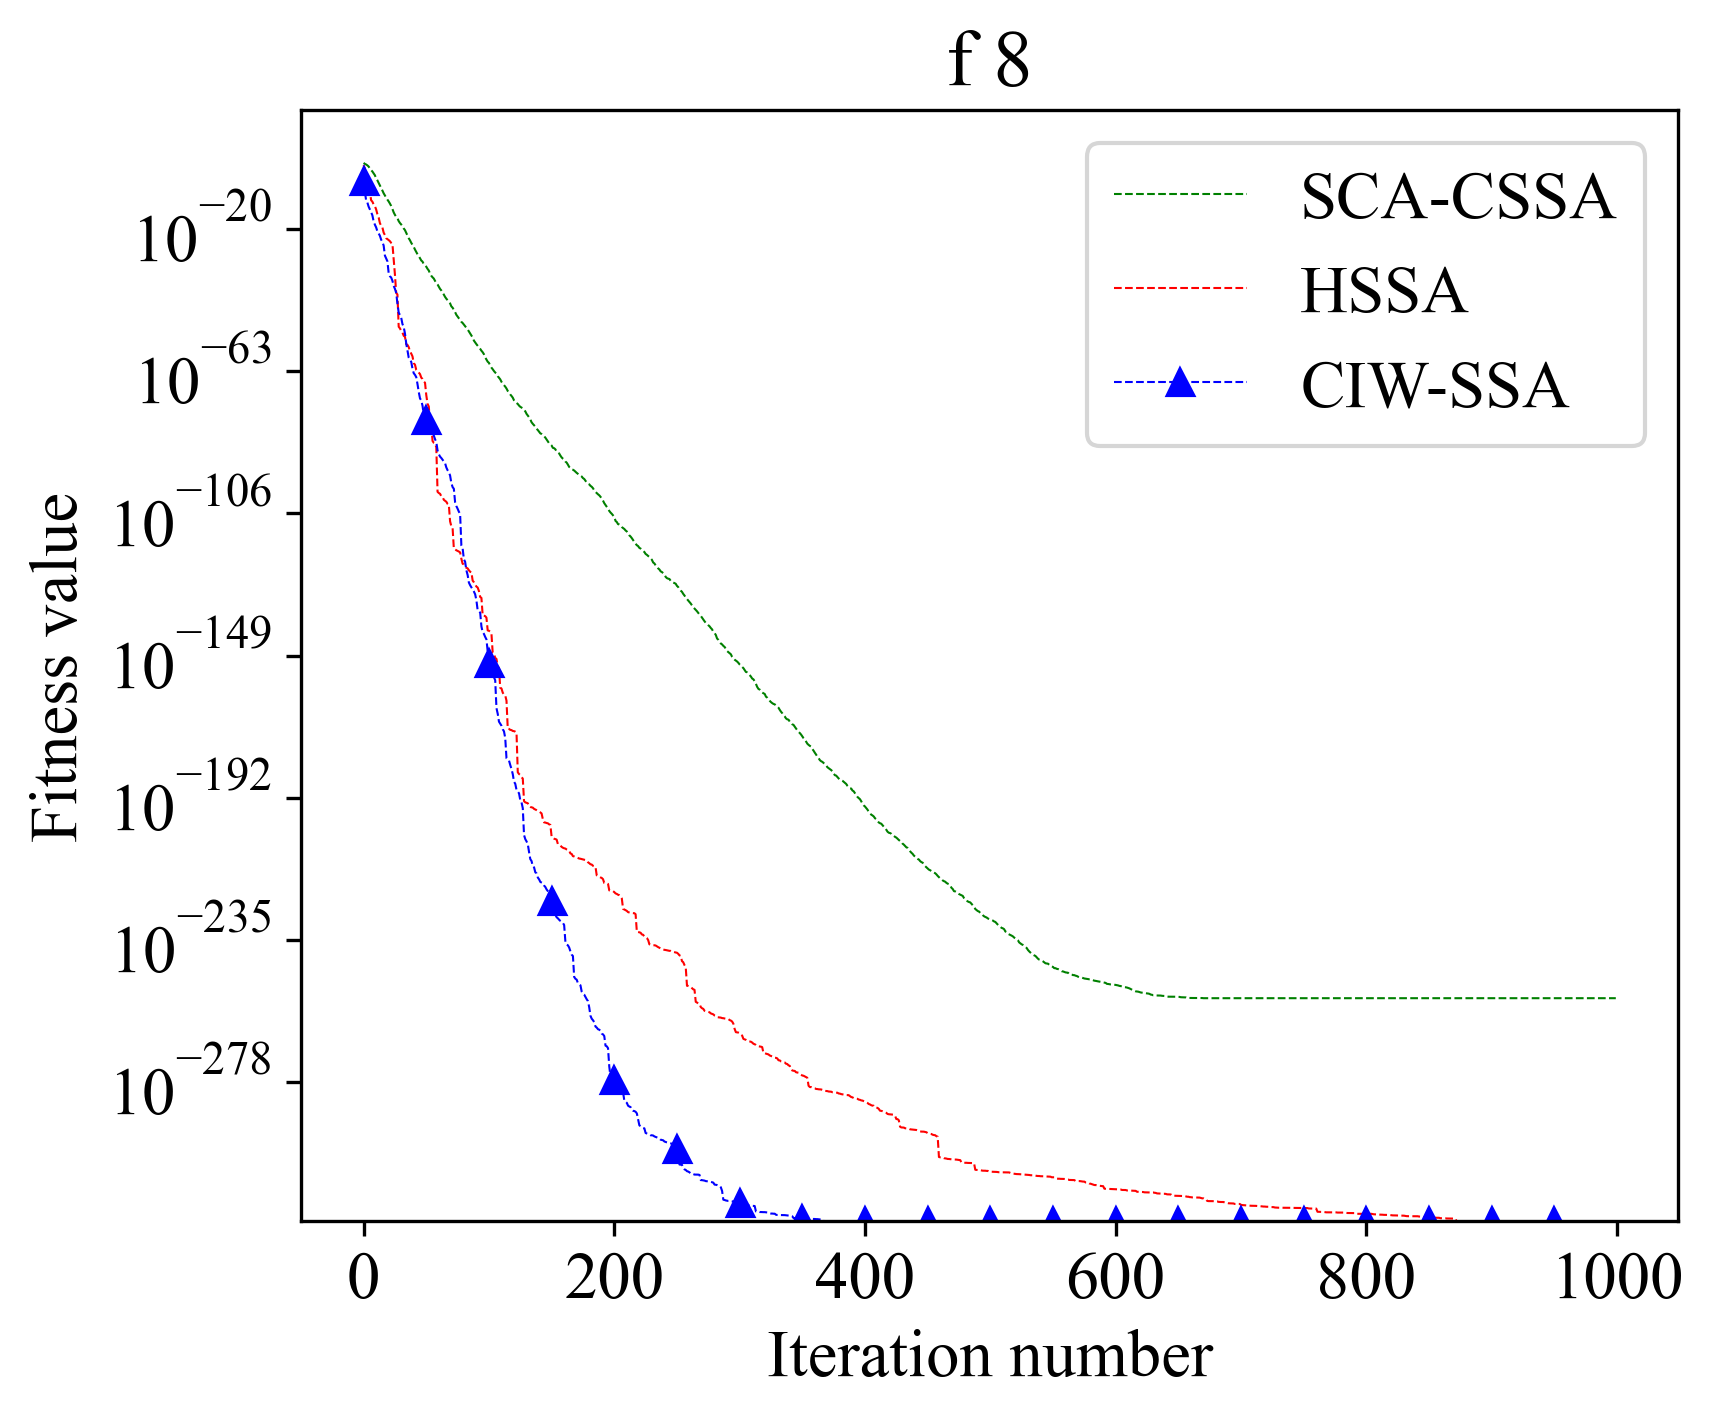 f 8
SCA-CSSA
HSSA
CIW-SSA
Fitness value
10⁻²⁰
10⁻⁶³
10⁻¹⁰⁶
10⁻¹⁴⁹
10⁻¹⁹²
10⁻²³⁵
10⁻²⁷⁸
0 200 400 600 800 1000
Iteration number